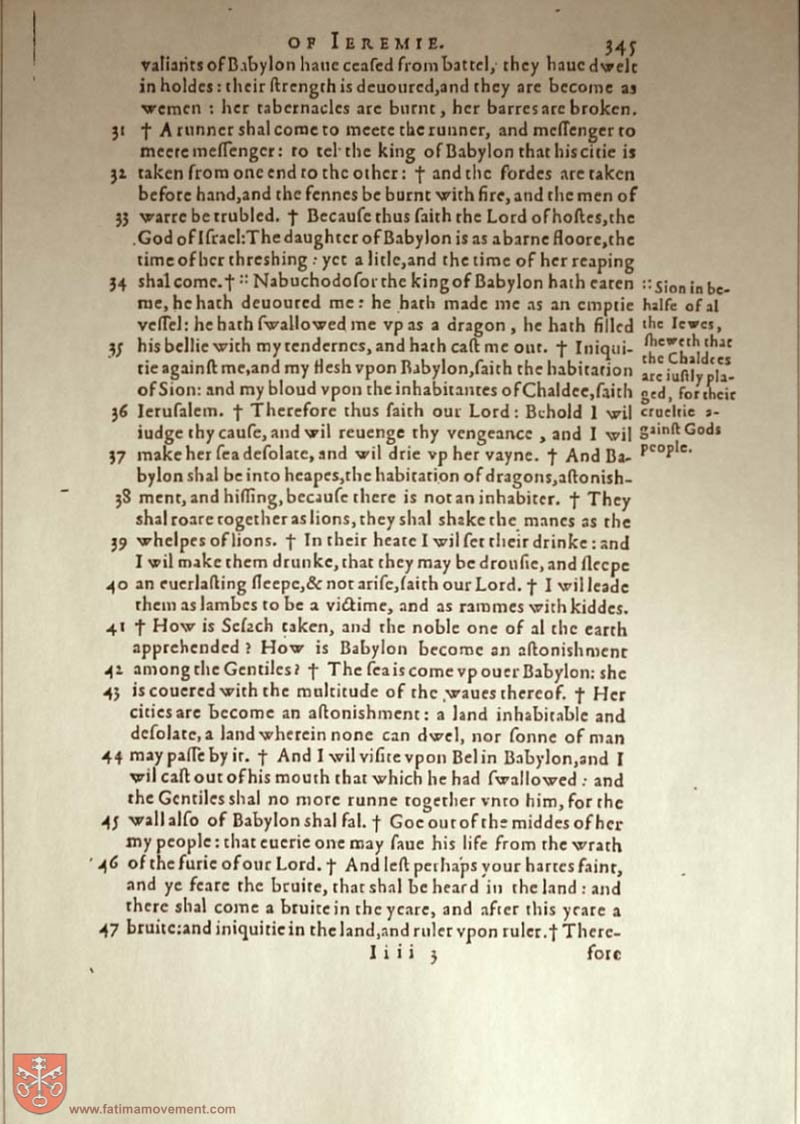 OF IEREMIE. 345
valiants of Babylon haue ceaſed from battel, they haue dwelt
in holdes: their ſtrength is deuoured, and they are become as
wemen : her tabernacles are burnt, her barres are broken.
31 † A runner shal come to meete the runner, and meſſenger to
meete meſſenger: to tel the king of Babylon that his citie is
32 taken from one end to the other: † and the fordes are taken
before hand, and the fennes be burnt with fire, and the men of
33 warre be trubled. † Becauſe thus ſaith the Lord of hoſtes, the
God of Iſrael: The daughter of Babylon is as a barne floore, the
time of her threshing: yet a litle, and the time of her reaping
34 shal come. † :: Nabuchodoſor the king of Babylon hath eaten
me, he hath deuoured me: he hath made me as an emptie
veſſel: he hath ſwallowed me vp as a dragon, he hath filled
35 his bellie with my tendernes, and hath caſt me out. † Iniqui-
tie againſt me, and my flesh vpon Babylon, ſaith the habitation
of Sion: and my bloud vpon the inhabitantes of Chaldee, ſaith
36 Ieruſalem. † Therefore thus ſaith our Lord: Behold I wil
iudge thy cauſe, and wil reuenge thy vengeance, and I wil
37 make her ſea deſolate, and wil drie vp her vayne. † And Ba-
bylon shal be into heapes, the habitation of dragons, aſtonish-
38 ment, and hiſſing, becauſe there is not an inhabiter. † They
shal roare together as lions, they shal shake the manes as the
39 whelpes of lions. † In their heate I wil ſet their drinke: and
I wil make them drunke, that they may be drouſie, and ſleepe
40 an euerlaſting ſleepe, & not ariſe, ſaith our Lord. † I wil leade
them as lambes to be a victime, and as rammes with kiddes.
41 † How is Seſach taken, and the noble one of al the earth
apprehended? How is Babylon become an aſtonishment
42 among the Gentiles? † The ſea is come vp ouer Babylon: she
43 is couered with the multitude of the waues thereof. † Her
cities are become an aſtonishment: a land inhabitable and
deſolate, a land wherein none can dwel, nor ſonne of man
44 may paſſe by it. † And I wil viſite vpon Bel in Babylon, and I
wil caſt out of his mouth that which he had ſwallowed: and
the Gentiles shal no more runne together vnto him, for the
45 wall alſo of Babylon shal fal. † Goe out of the middes of her
my people: that euerie one may ſaue his life from the wrath
46 of the furie of our Lord. † And leſt perhaps your hartes faint,
and ye feare the bruite, that shal be heard in the land: and
there shal come a bruite in the yeare, and after this yeare a
47 bruite: and iniquitie in the land, and ruler vpon ruler. † There-
Iiii 3 fore
:: Sion in be-
halfe of al
the Iewes,
sheweth that
the Chaldees
are iuſtly pla-
ged, for their
crueltie a-
gainſt Gods
people.
www.fatimamovement.com